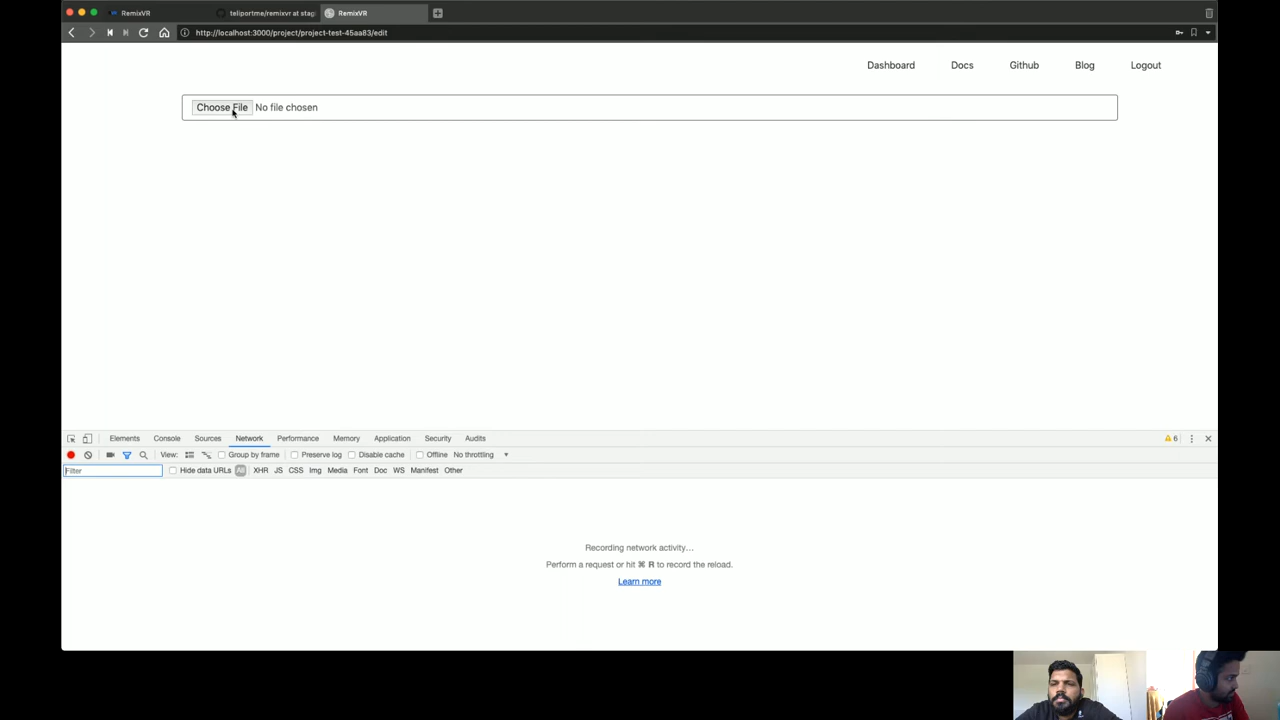 RemixVR
teliportme/remixvr at stag
RemixVR
http://localhost:3000/project/project-test-45aa83/edit
Dashboard Docs Github Blog Logout
Choose File No file chosen
Elements Console Sources Network Performance Memory Application Security Audits
6
View: Group by frame Preserve log Disable cache Offline No throttling
Filter Hide data URLs All XHR JS CSS Img Media Font Doc WS Manifest Other
Recording network activity…
Perform a request or hit ⌘ R to record the reload.
Learn more